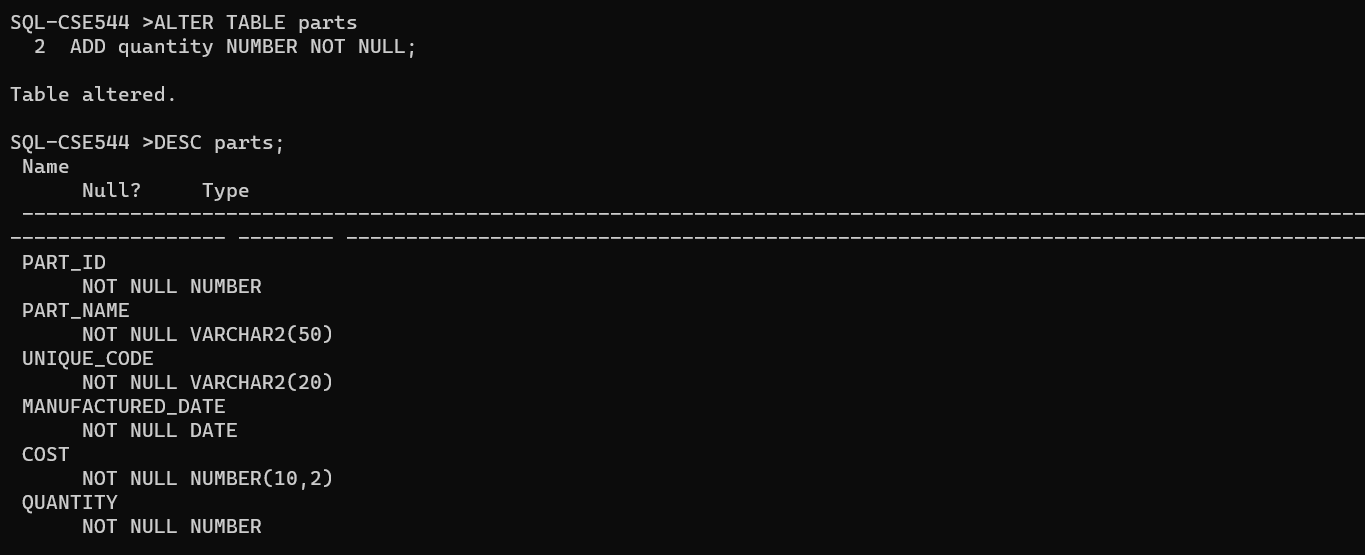 SQL-CSE544 >ALTER TABLE parts
  2  ADD quantity NUMBER NOT NULL;

Table altered.

SQL-CSE544 >DESC parts;
 Name
      Null?     Type
 ----------------------------------------------------------------------------------------------------------------
------------------ -------- -------------------------------------------------------------------------------------
 PART_ID
      NOT NULL NUMBER
 PART_NAME
      NOT NULL VARCHAR2(50)
 UNIQUE_CODE
      NOT NULL VARCHAR2(20)
 MANUFACTURED_DATE
      NOT NULL DATE
 COST
      NOT NULL NUMBER(10,2)
 QUANTITY
      NOT NULL NUMBER